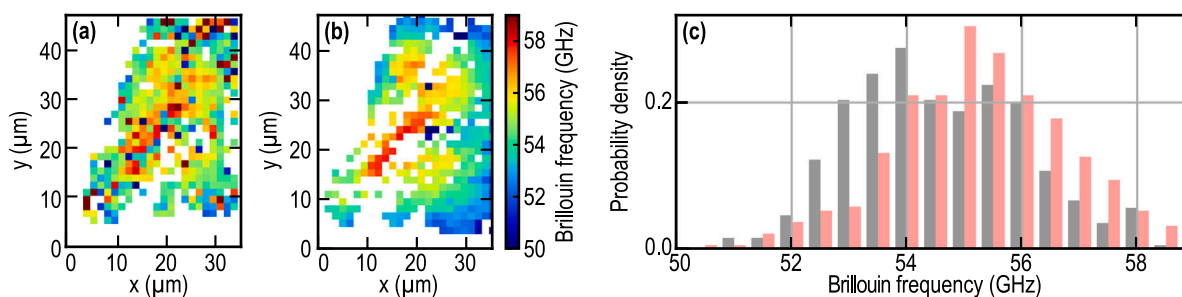 (a)
40
30
20
10
0
y (µm)
0 10 20 30
x (µm)
(b)
40
30
20
10
0
y (µm)
0 10 20 30
x (µm)
58
56
54
52
50
Brillouin frequency (GHz)
(c)
0.2
0.0
Probability density
50 52 54 56 58
Brillouin frequency (GHz)